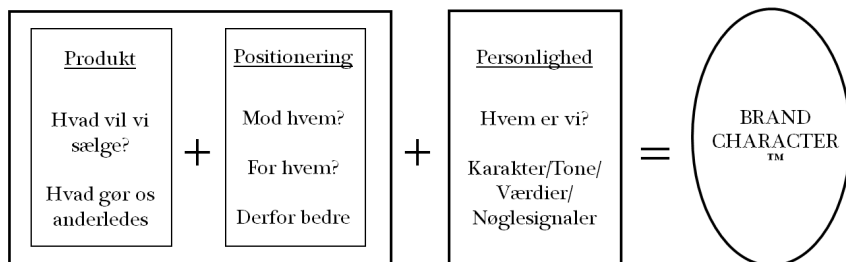 Produkt
Hvad vil vi
sælge?
Hvad gør os
anderledes
+
Positionering
Mod hvem?
For hvem?
Derfor bedre
+
Personlighed
Hvem er vi?
Karakter/Tone/
Værdier/
Nøglesignaler
=
BRAND
CHARACTER
™